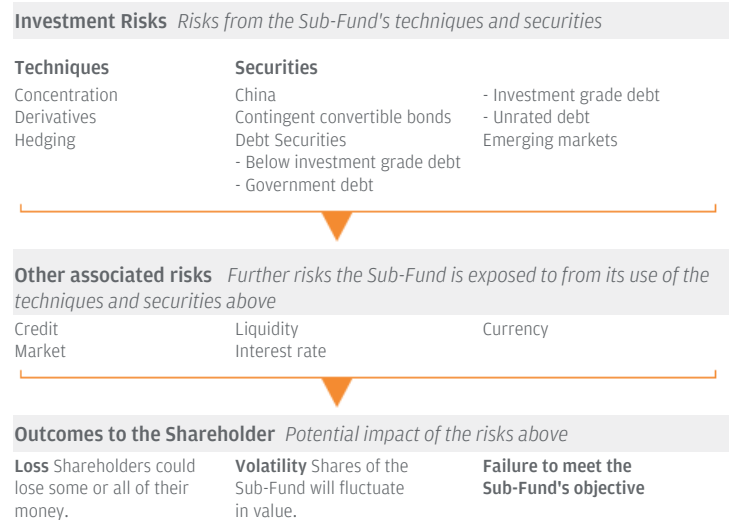 Investment Risks Risks from the Sub-Fund's techniques and securities
Techniques
Concentration
Derivatives
Hedging
Securities
China
Contingent convertible bonds
Debt Securities
- Below investment grade debt
- Government debt
- Investment grade debt
- Unrated debt
Emerging markets
Other associated risks Further risks the Sub-Fund is exposed to from its use of the
techniques and securities above
Credit
Market
Liquidity
Interest rate
Currency
Outcomes to the Shareholder Potential impact of the risks above
Loss Shareholders could
lose some or all of their
money.
Volatility Shares of the
Sub-Fund will fluctuate
in value.
Failure to meet the
Sub-Fund's objective